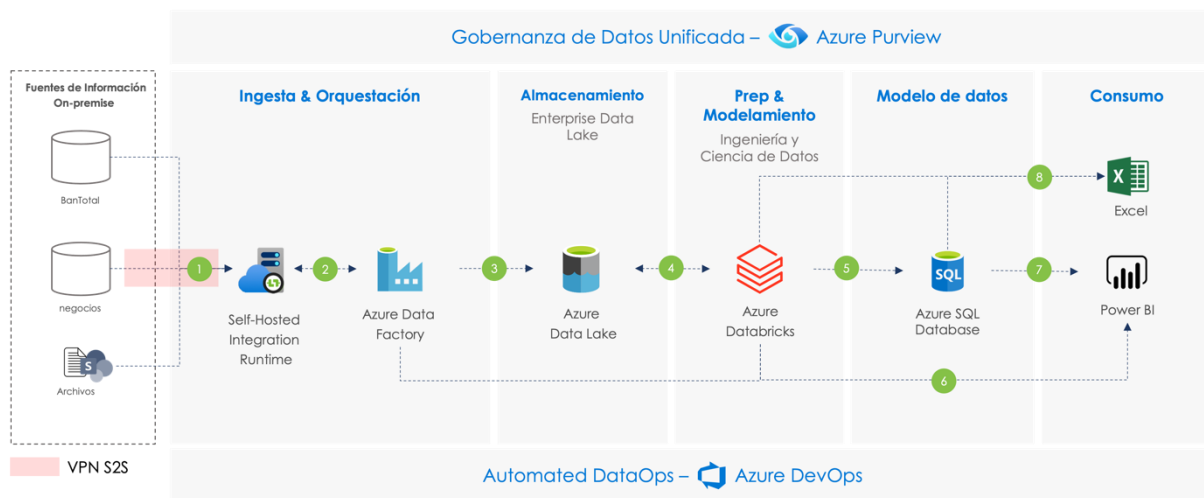 Gobernanza de Datos Unificada – Azure Purview
Fuentes de Información
On-premise
BanTotal
negocios
S
Archivos
VPN S2S
Ingesta & Orquestación
1
2
Self-Hosted
Integration
Runtime
Azure Data
Factory
3
Almacenamiento
Enterprise Data
Lake
Azure
Data Lake
4
Prep &
Modelamiento
Ingeniería y
Ciencia de Datos
Azure
Databricks
5
Modelo de datos
SQL
Azure SQL
Database
6
7
8
Consumo
X
Excel
Power BI
Automated DataOps – Azure DevOps